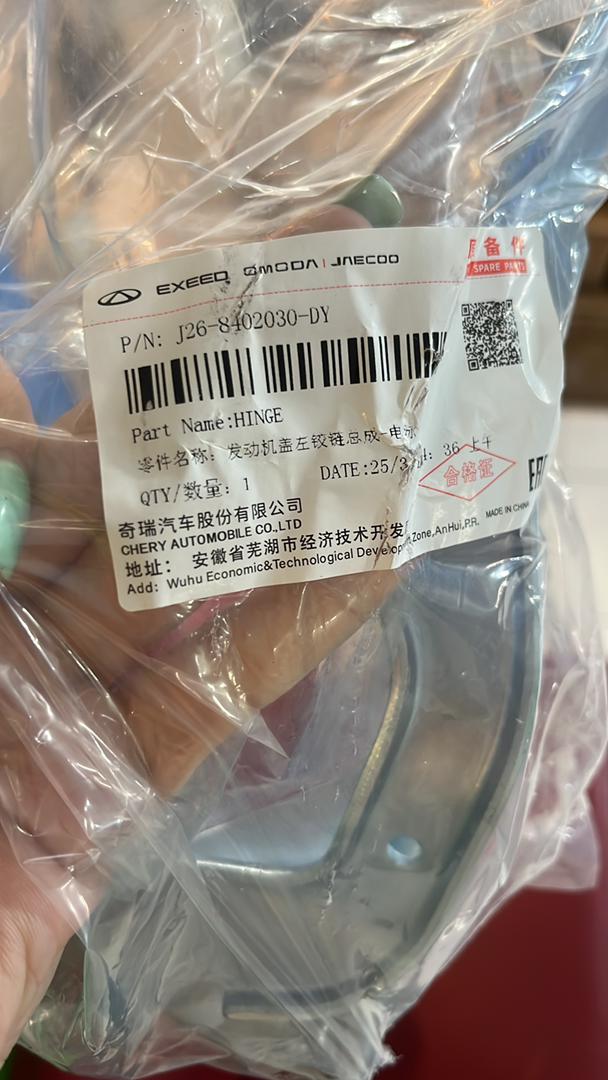 EXEED OMODA | JAECOO
备件
SPARE PARTS
P/N: J26-8402030-DY
Part Name:HINGE
零件名称: 发动机盖左铰链总成-电泳
QTY/数量: 1
DATE:25/3
36
合格证
奇瑞汽车股份有限公司
CHERY AUTOMOBILE CO.,LTD
MADE IN CHINA
地址: 安徽省芜湖市经济技术开发
Add: Wuhu Economic&Technological Development Zone,AnHui,P.R.